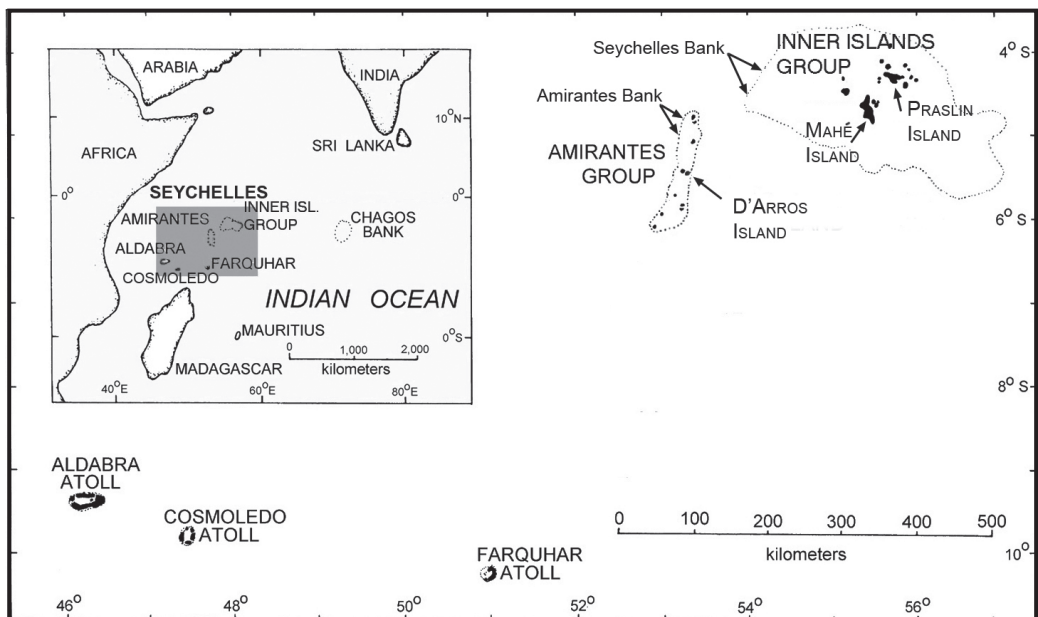 ARABIA
INDIA
10°N
AFRICA
SRI LANKA
0°
0°
SEYCHELLES
AMIRANTES
INNER ISL.
GROUP
CHAGOS
BANK
ALDABRA
FARQUHAR
COSMOLEDO
INDIAN OCEAN
MAURITIUS
0°S
0 1,000 2,000
kilometers
MADAGASCAR
40°E
60°E
80°E
Seychelles Bank
INNER ISLANDS
GROUP
4° S
Amirantes Bank
PRASLIN
ISLAND
MAHÉ
ISLAND
AMIRANTES
GROUP
D'ARROS
ISLAND
6° S
8° S
ALDABRA
ATOLL
COSMOLEDO
ATOLL
FARQUHAR
ATOLL
0 100 200 300 400 500
kilometers
10°
46° 48° 50° 52° 54° 56°